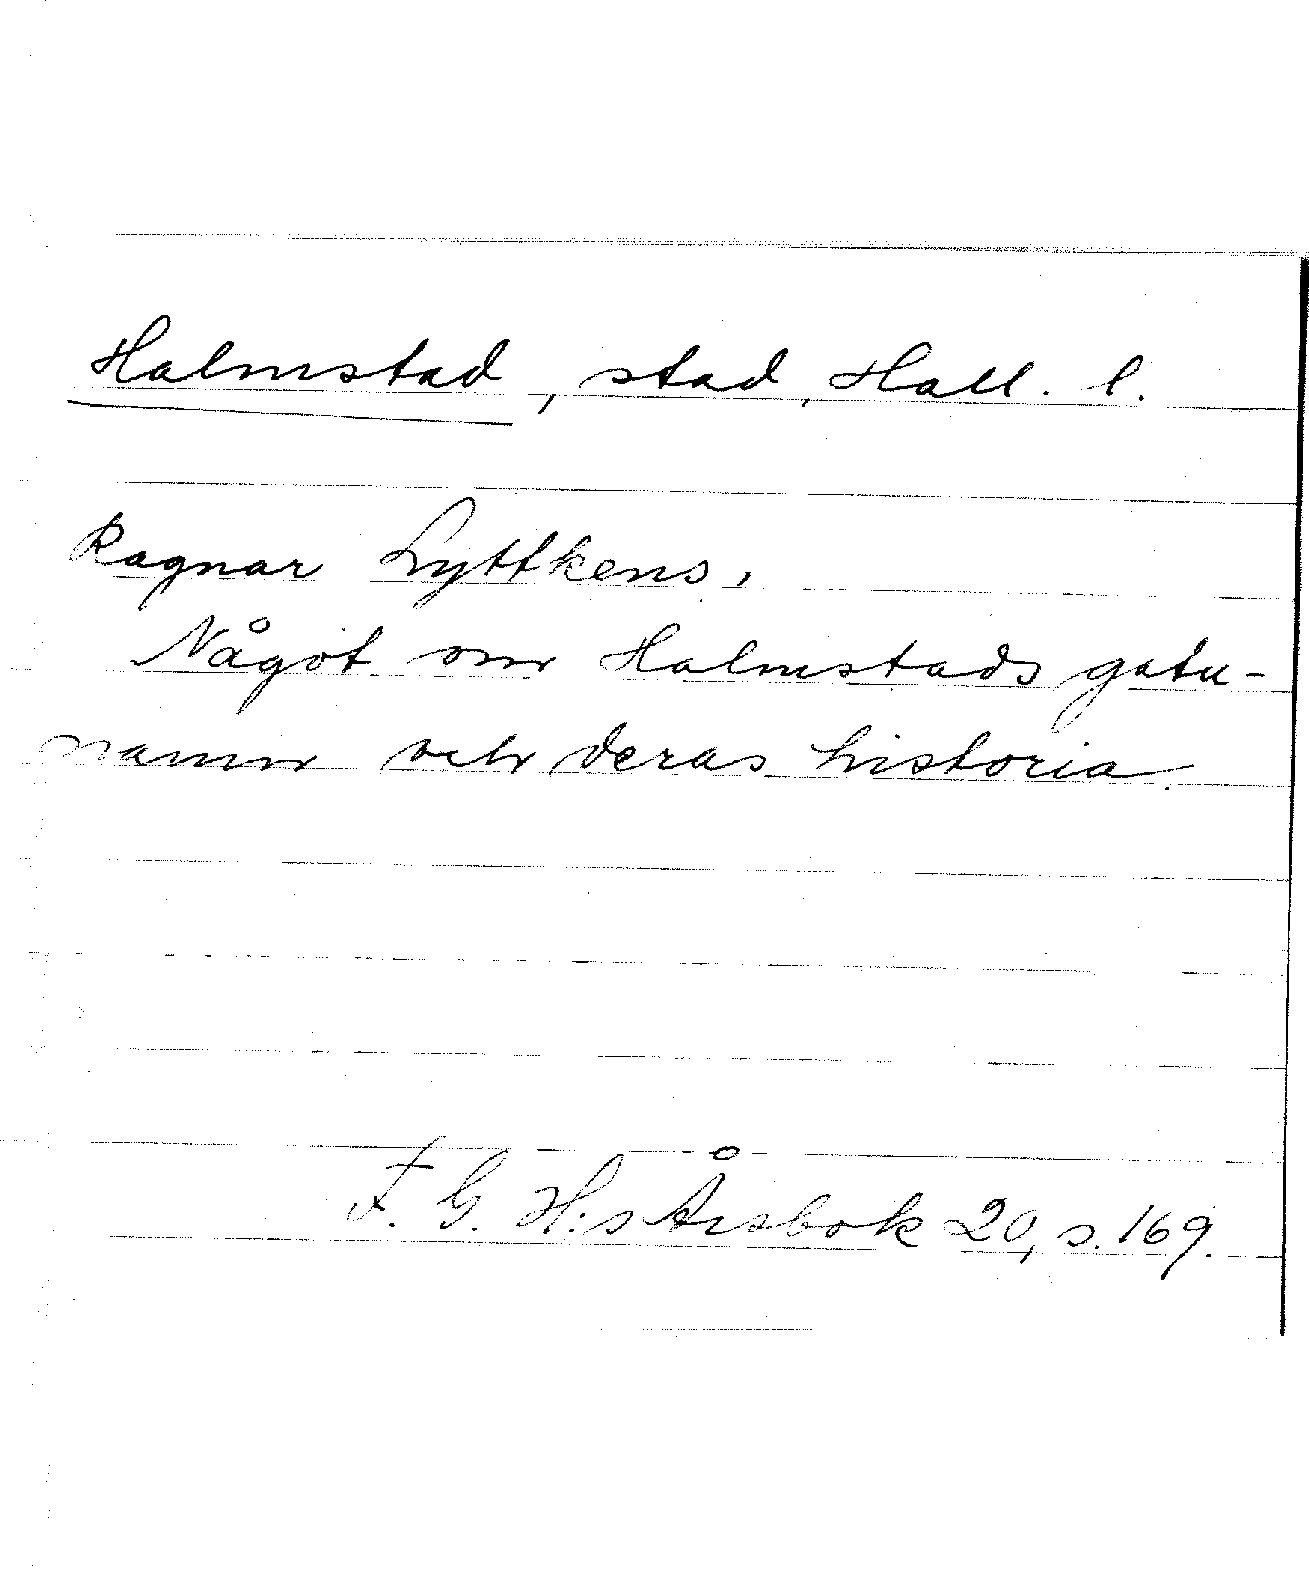 Halmstad, stad, Hall. l.
Ragnar Lyttkens,
Något om Halmstads gatu-
namn och deras historia.
F. G. H:s Årsbok 20, s. 169.